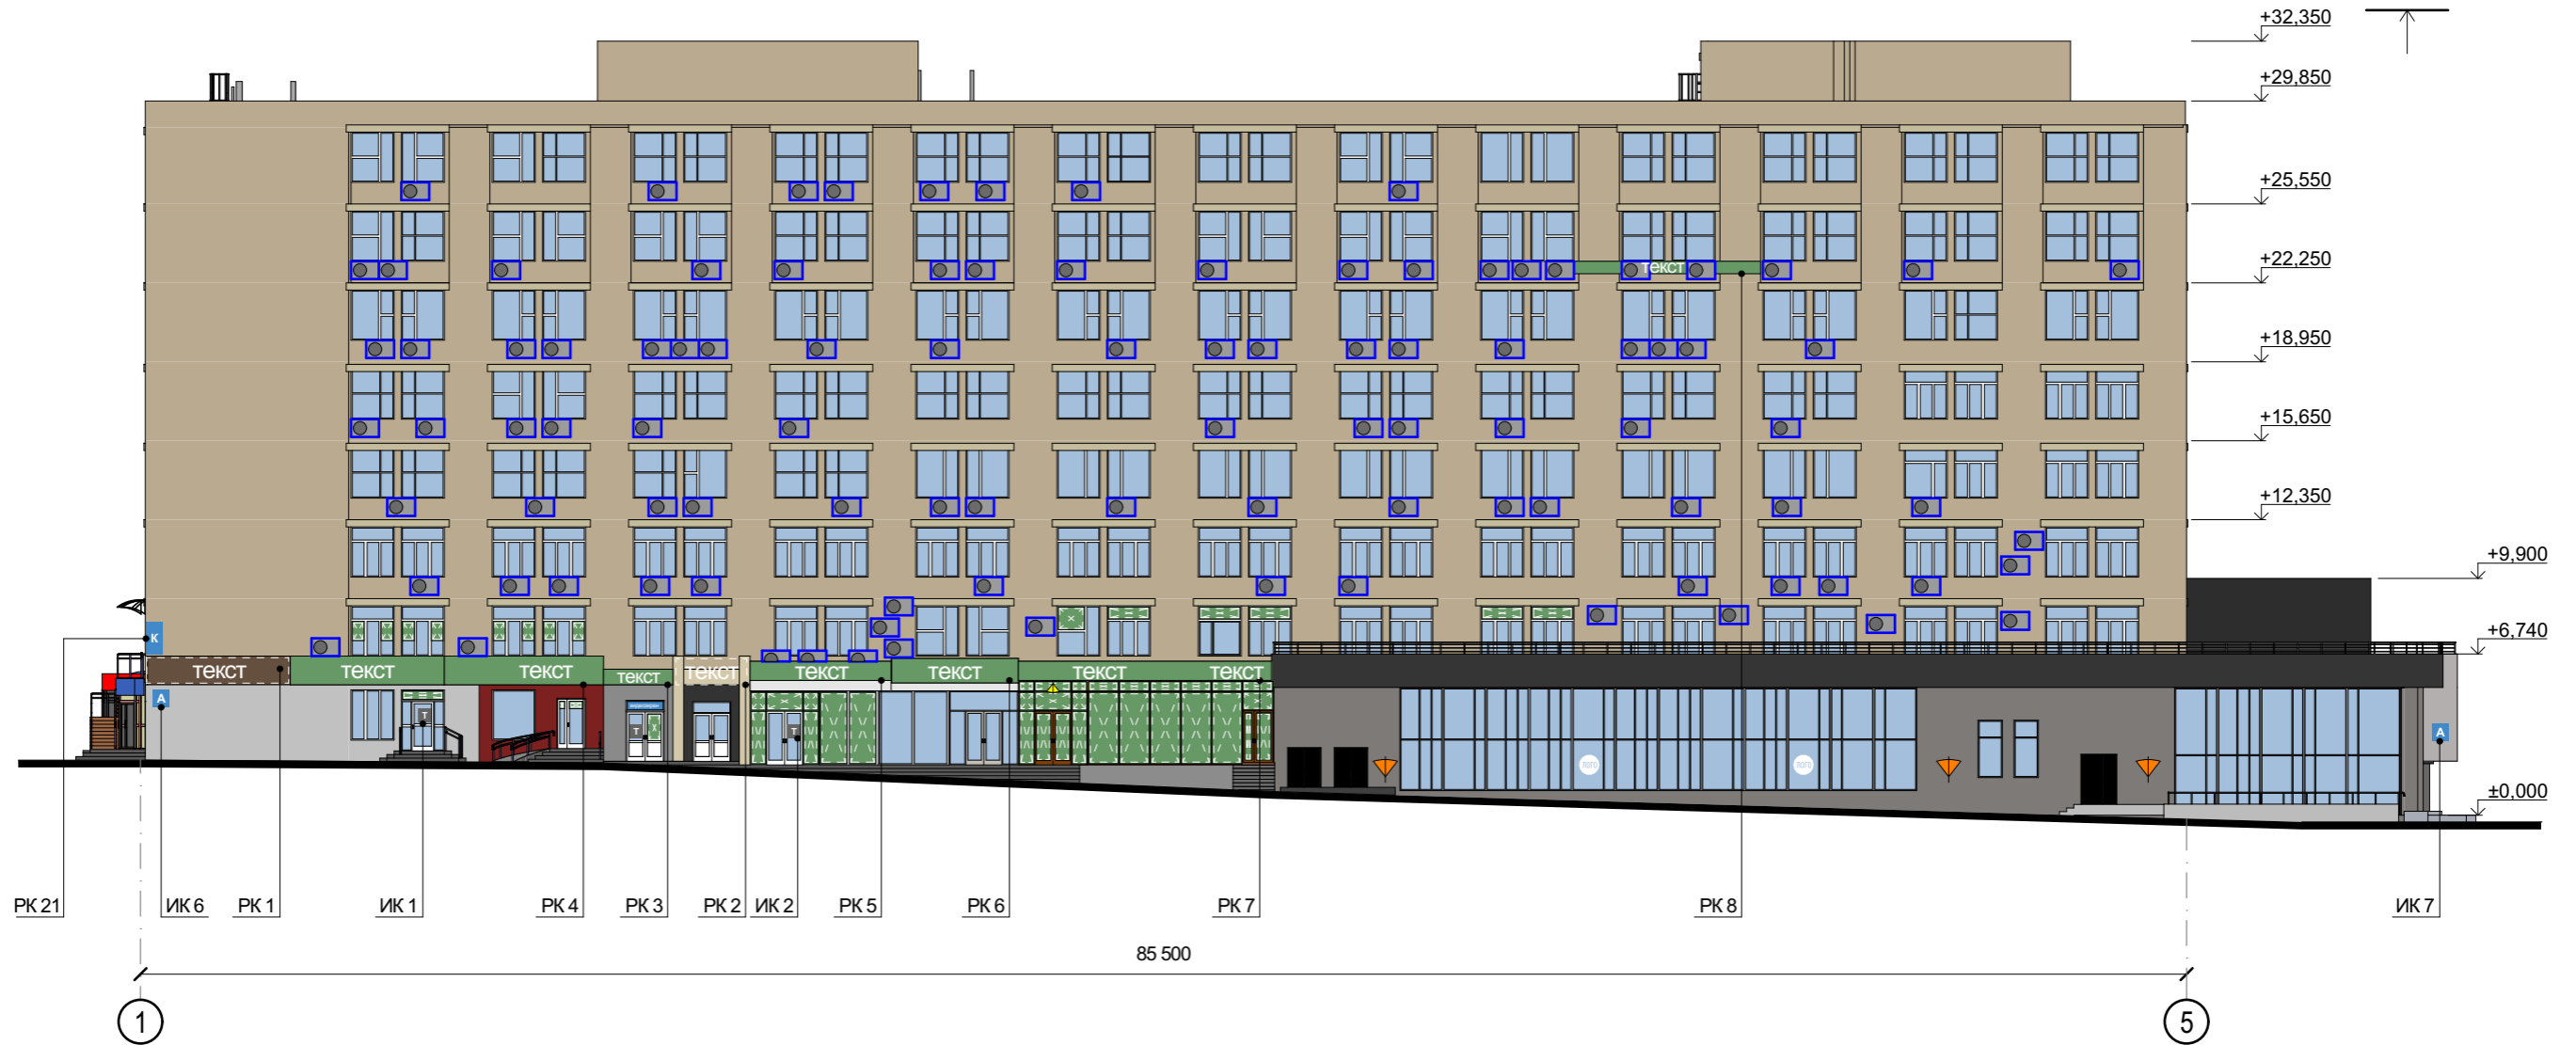 +32,350
+29,850
+25,550
+22,250
текст
+18,950
+15,650
+12,350
+9,900
+6,740
К
текст текст текст текст текст текст текст текст текст
А
Т Т Т
А
ЛОГО ЛОГО
±0,000
РК 21 ИК 6 РК 1 ИК 1 РК 4 РК 3 РК 2 ИК 2 РК 5 РК 6 РК 7 РК 8 ИК 7
85 500
1 5